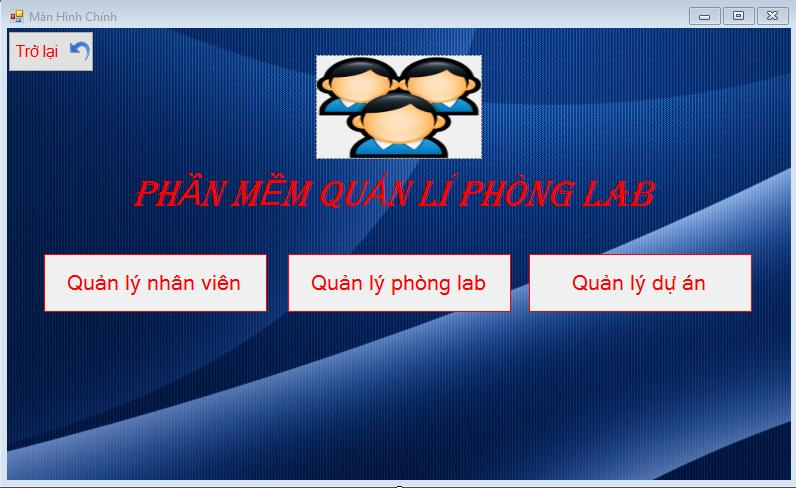 Màn Hình Chính
Trở lại
PHẦN MỀM QUẢN LÍ PHÒNG LAB
Quản lý nhân viên
Quản lý phòng lab
Quản lý dự án